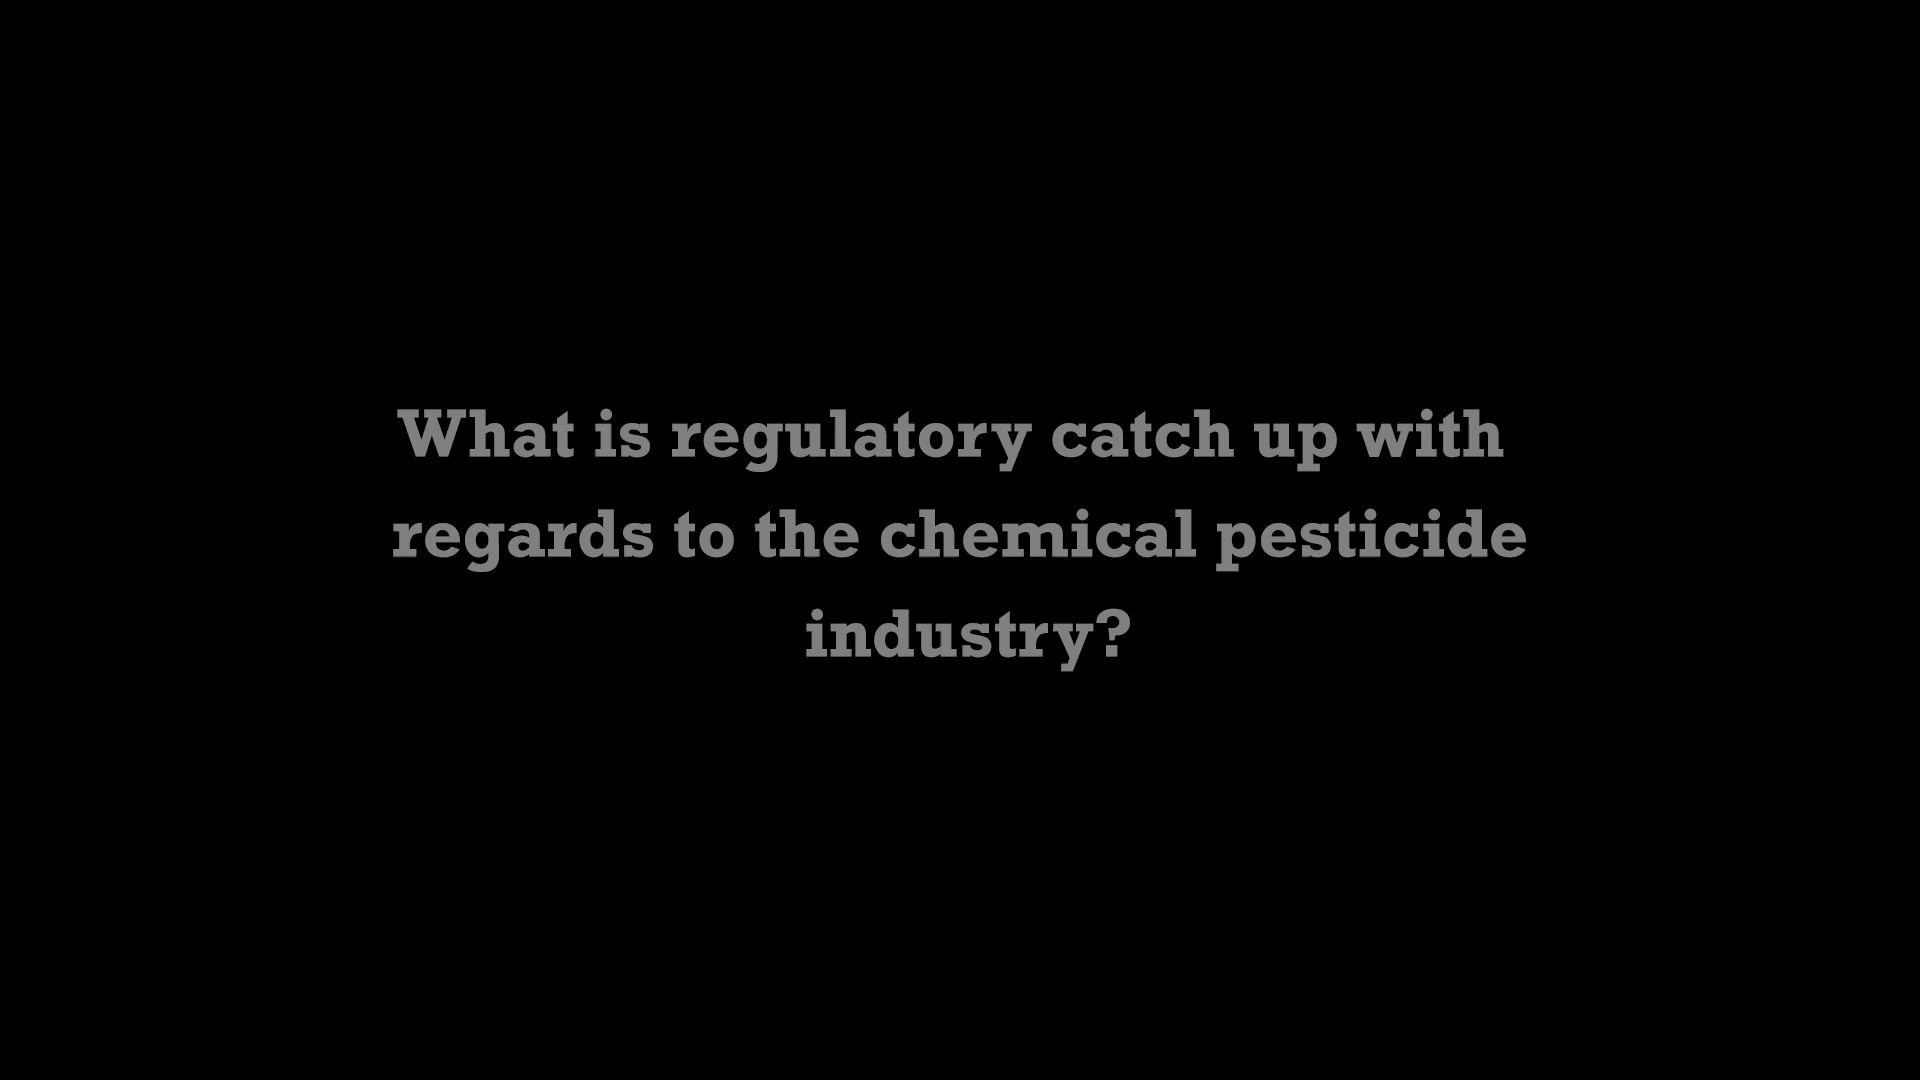 What is regulatory catch up with
regards to the chemical pesticide
industry?